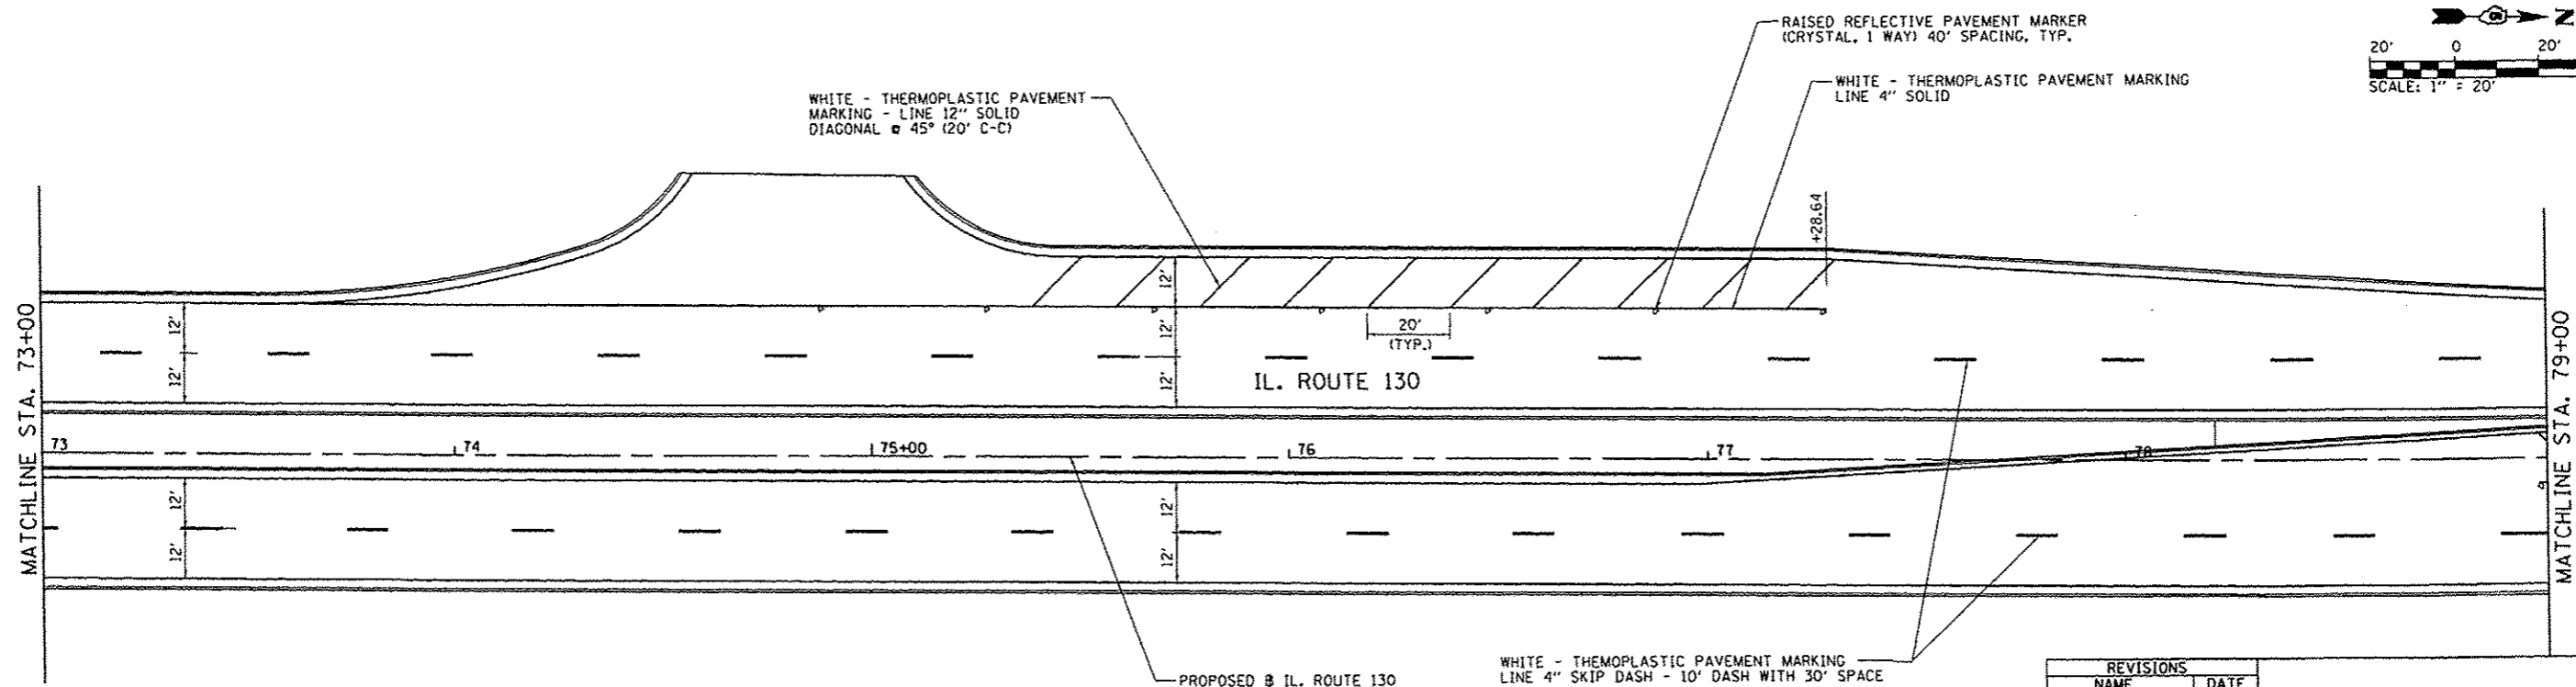 RAISED REFLECTIVE PAVEMENT MARKER
(CRYSTAL, 1 WAY) 40' SPACING, TYP.
N
20' 0 20'
SCALE: 1" = 20'
WHITE - THERMOPLASTIC PAVEMENT MARKING
LINE 4" SOLID
WHITE - THERMOPLASTIC PAVEMENT
MARKING - LINE 12" SOLID
DIAGONAL @ 45° (20' C-C)
+28.64
12'
12'
12'
12'
12'
20'
(TYP.)
IL. ROUTE 130
MATCHLINE STA. 73+00
MATCHLINE STA. 79+00
73
74
75+00
76
77
78
12'
12'
12'
12'
PROPOSED B IL. ROUTE 130
WHITE - THEMOPLASTIC PAVEMENT MARKING
LINE 4" SKIP DASH - 10' DASH WITH 30' SPACE
REVISIONS
NAME DATE